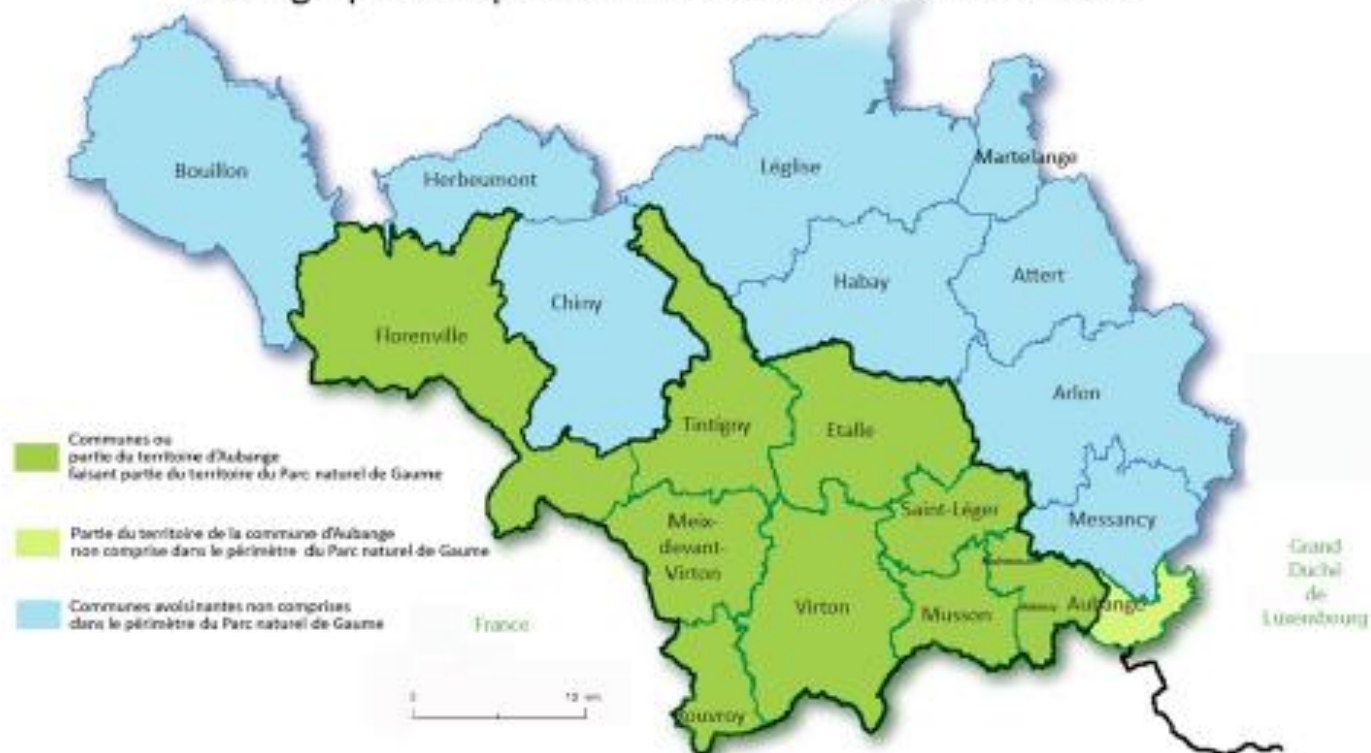 Bouillon
Herbeumont
Léglise
Martelange
Chiny
Habay
Attert
Florenville
Arlon
Tintigny
Etalle
Communes ou
partie du territoire d'Aubange
faisant partie du territoire du Parc naturel de Gaume
Saint-Léger
Messancy
Meix-
devant-
Virton
Partie du territoire de la commune d'Aubange
non comprise dans le périmètre du Parc naturel de Gaume
Grand
Duché
de
Luxembourg
Virton
Musson
Aubange
Communes avoisinantes non comprises
dans le périmètre du Parc naturel de Gaume
France
0
10 km
Rouvroy